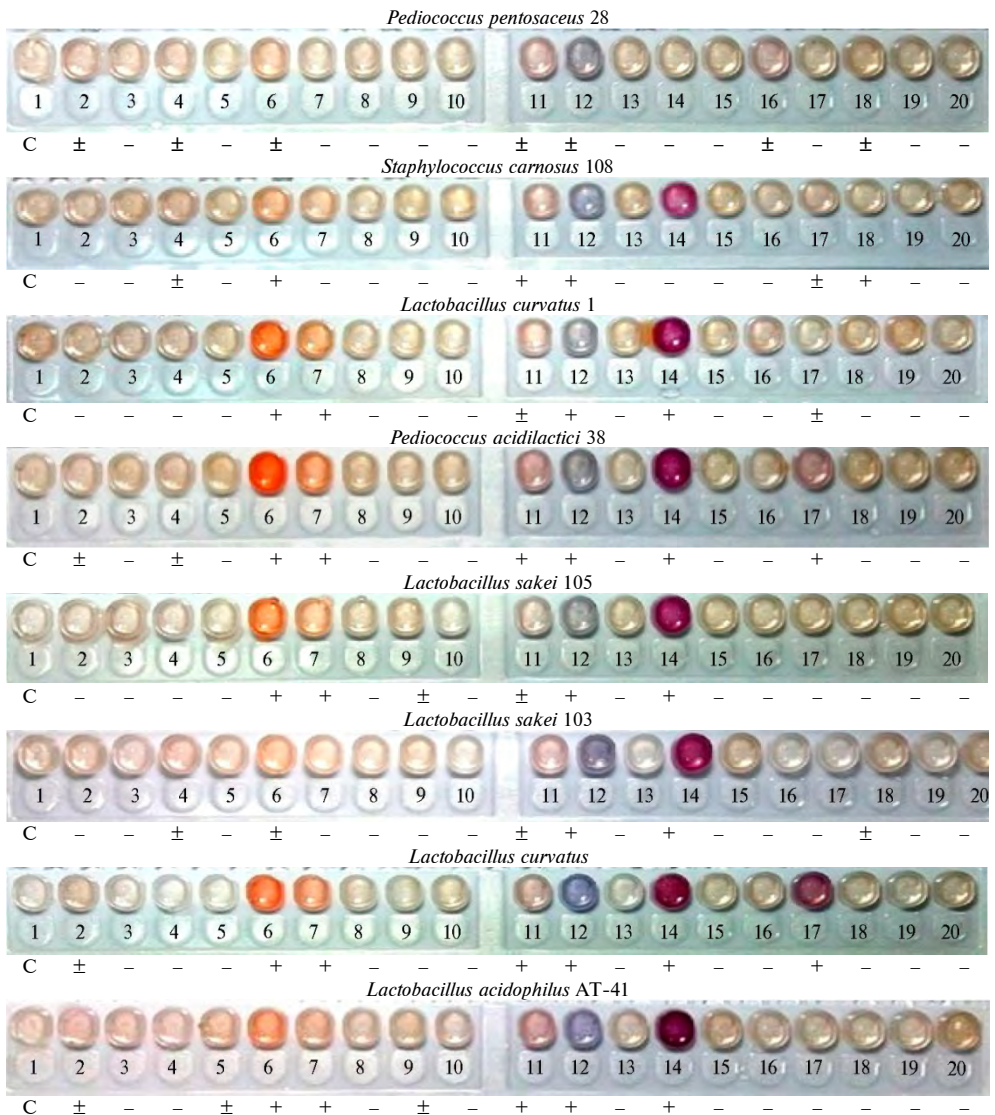 Pediococcus pentosaceus 28
1 2 3 4 5 6 7 8 9 10 11 12 13 14 15 16 17 18 19 20
C ± – ± – ± – – – – ± ± – – – ± – ± – –
Staphylococcus carnosus 108
1 2 3 4 5 6 7 8 9 10 11 12 13 14 15 16 17 18 19 20
C – – ± – + – – – – + + – – – – ± + – –
Lactobacillus curvatus 1
1 2 3 4 5 6 7 8 9 10 11 12 13 14 15 16 17 18 19 20
C – – – – + + – – – ± + – + – – ± – – –
Pediococcus acidilactici 38
1 2 3 4 5 6 7 8 9 10 11 12 13 14 15 16 17 18 19 20
C ± – ± – + + – – – + + – + – – + – – –
Lactobacillus sakei 105
1 2 3 4 5 6 7 8 9 10 11 12 13 14 15 16 17 18 19 20
C – – – – + + – ± – ± + – + – – – – – –
Lactobacillus sakei 103
1 2 3 4 5 6 7 8 9 10 11 12 13 14 15 16 17 18 19 20
C – – ± – ± – – – – ± + – + – – – ± – –
Lactobacillus curvatus
1 2 3 4 5 6 7 8 9 10 11 12 13 14 15 16 17 18 19 20
C ± – – – + + – – – + + – + – – + – – –
Lactobacillus acidophilus AT-41
1 2 3 4 5 6 7 8 9 10 11 12 13 14 15 16 17 18 19 20
C ± – – ± + + – ± – + + – + – – – – – –